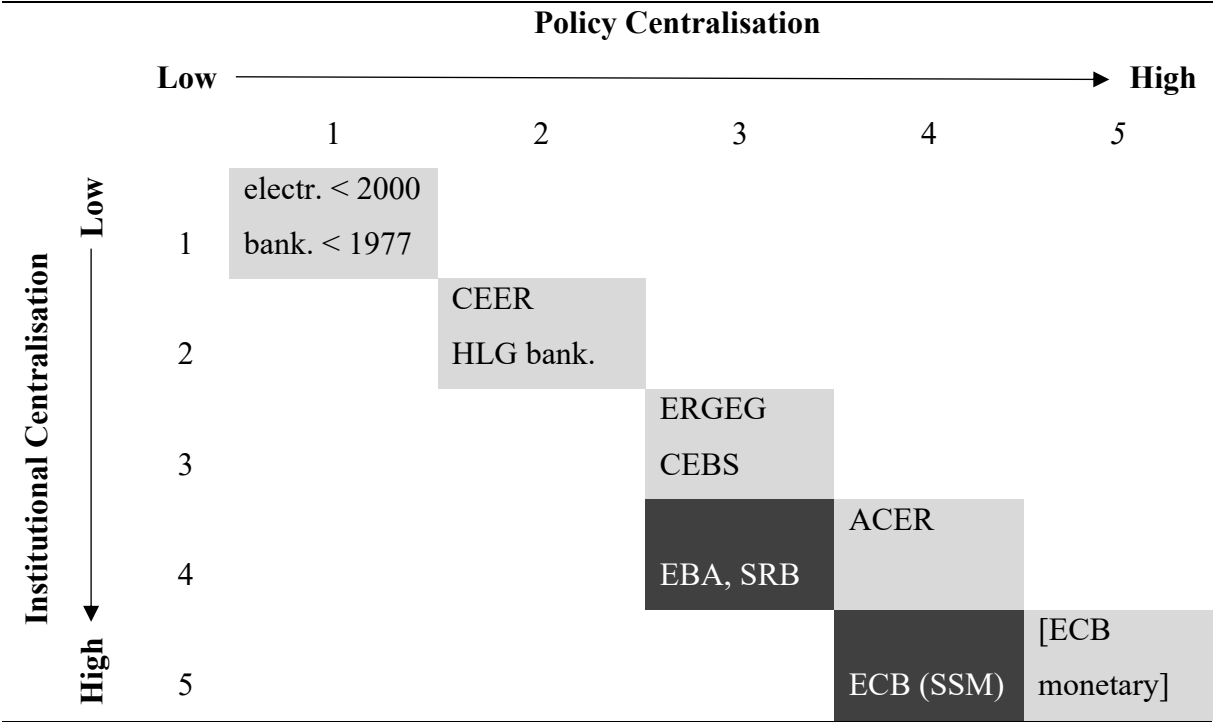 Policy Centralisation
Low High
1 2 3 4 5
Institutional Centralisation
Low
High
1
electr. < 2000
bank. < 1977
2
CEER
HLG bank.
3
ERGEG
CEBS
4
EBA, SRB
ACER
5
ECB (SSM)
[ECB
monetary]